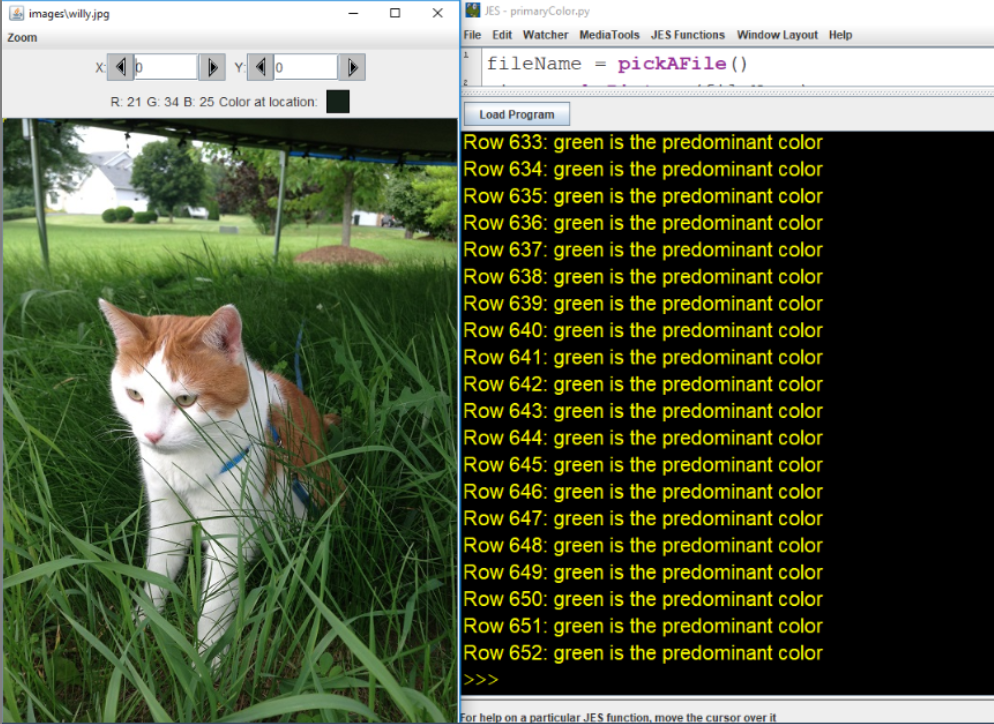 images\willy.jpg
Zoom
X: 0 Y: 0
R: 21 G: 34 B: 25 Color at location:
JES - primaryColor.py
File Edit Watcher MediaTools JES Functions Window Layout Help
1 fileName = pickAFile()
2
Load Program
Row 633: green is the predominant color
Row 634: green is the predominant color
Row 635: green is the predominant color
Row 636: green is the predominant color
Row 637: green is the predominant color
Row 638: green is the predominant color
Row 639: green is the predominant color
Row 640: green is the predominant color
Row 641: green is the predominant color
Row 642: green is the predominant color
Row 643: green is the predominant color
Row 644: green is the predominant color
Row 645: green is the predominant color
Row 646: green is the predominant color
Row 647: green is the predominant color
Row 648: green is the predominant color
Row 649: green is the predominant color
Row 650: green is the predominant color
Row 651: green is the predominant color
Row 652: green is the predominant color
>>>
For help on a particular JES function, move the cursor over it